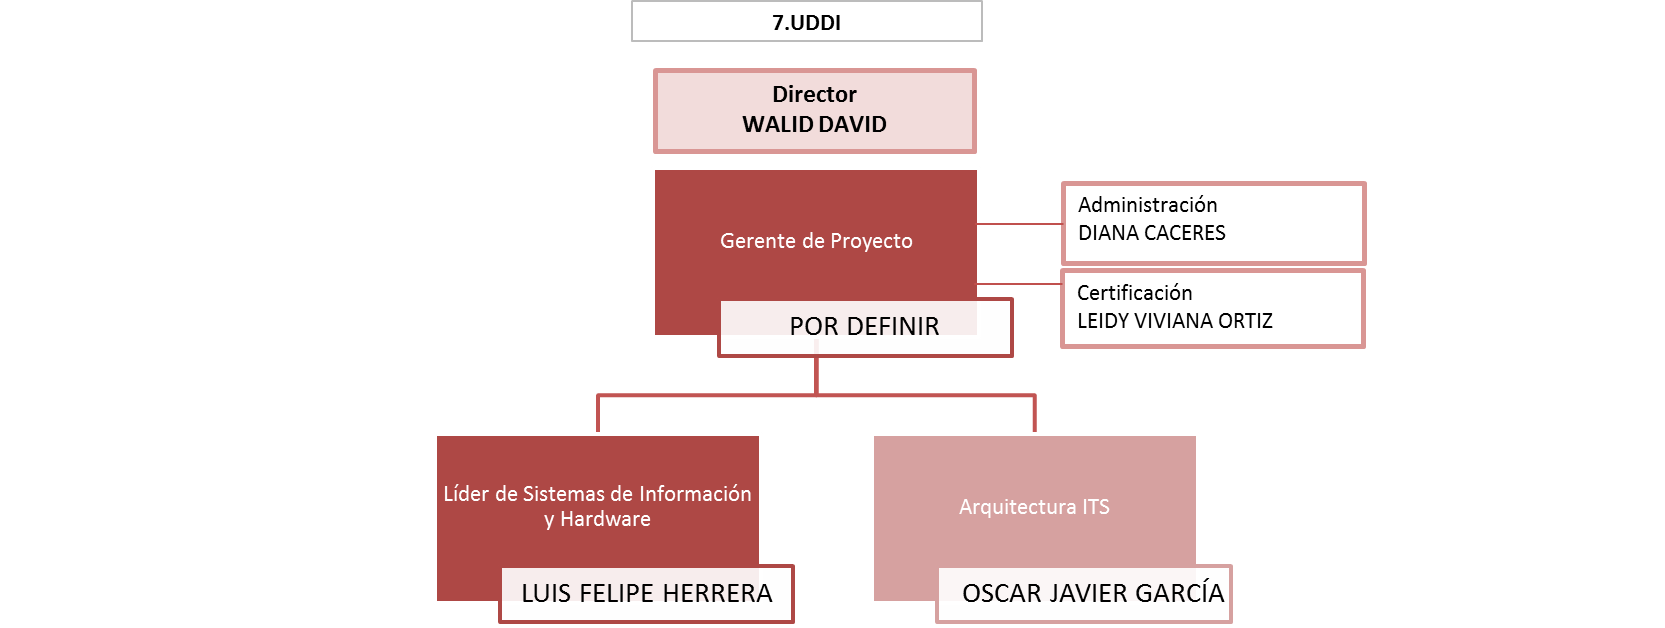 7.UDDI
Director
WALID DAVID
Gerente de Proyecto
POR DEFINIR
Administración
DIANA CACERES
Certificación
LEIDY VIVIANA ORTIZ
Líder de Sistemas de Información
y Hardware
LUIS FELIPE HERRERA
Arquitectura ITS
OSCAR JAVIER GARCÍA